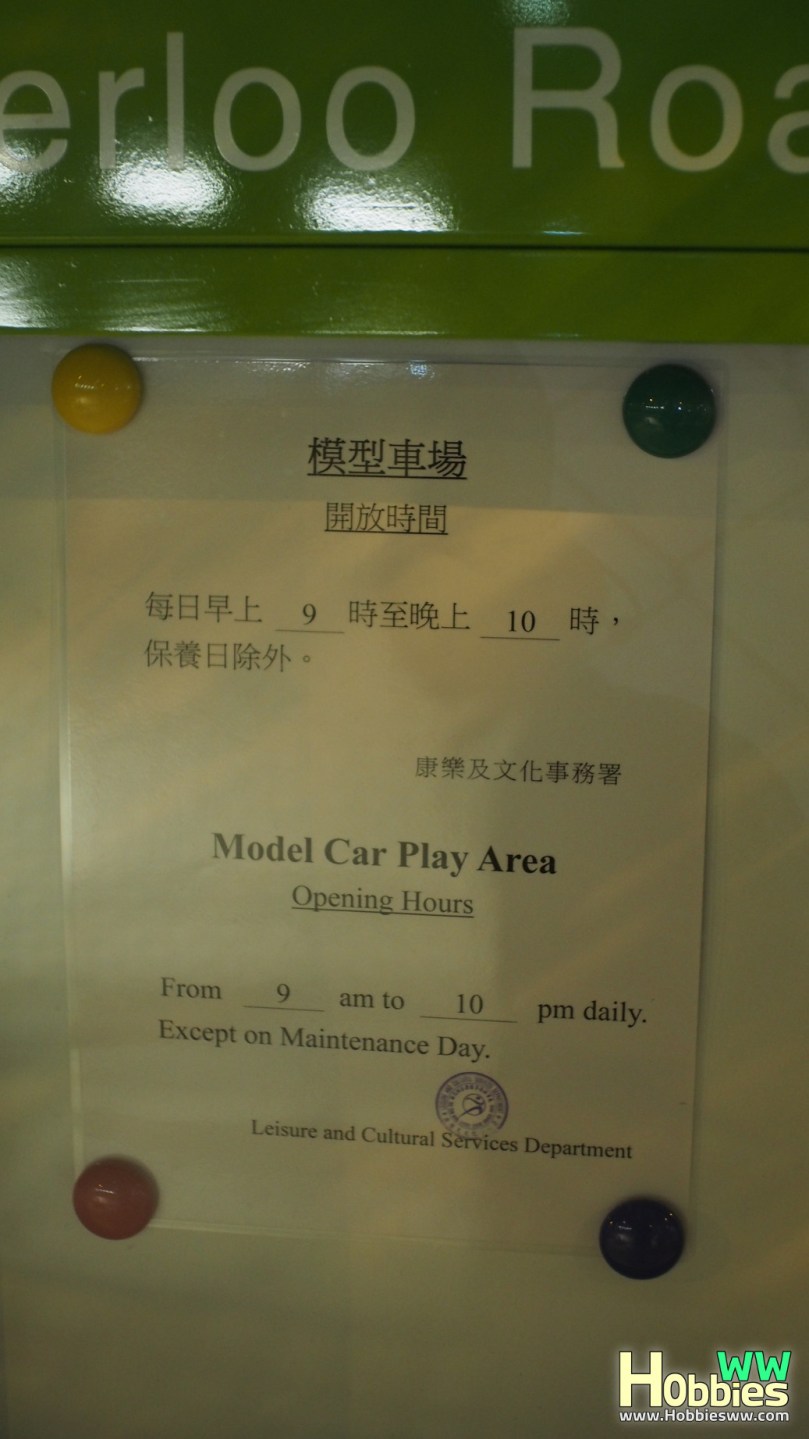 erloo Roa
模型車場
開放時間
每日早上 9 時至晚上 10 時，
保養日除外。
康樂及文化事務署
Model Car Play Area
Opening Hours
From 9 am to 10 pm daily.
Except on Maintenance Day.
Leisure and Cultural Services Department
WW
Hobbies
www.Hobbiesww.com